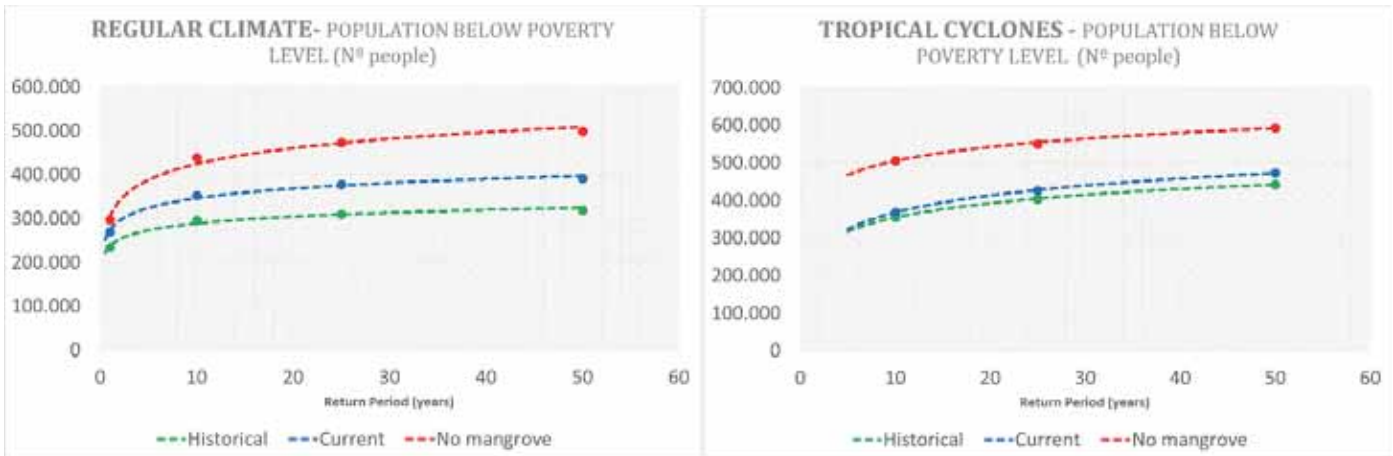 REGULAR CLIMATE- POPULATION BELOW POVERTY
LEVEL (Nº people)
600.000
500.000
400.000
300.000
200.000
100.000
0
0 10 20 30 40 50 60
Return Period (years)
Historical Current No mangrove
TROPICAL CYCLONES - POPULATION BELOW
POVERTY LEVEL (Nº people)
700.000
600.000
500.000
400.000
300.000
200.000
100.000
0
0 10 20 30 40 50 60
Return Period (years)
Historical Current No mangrove